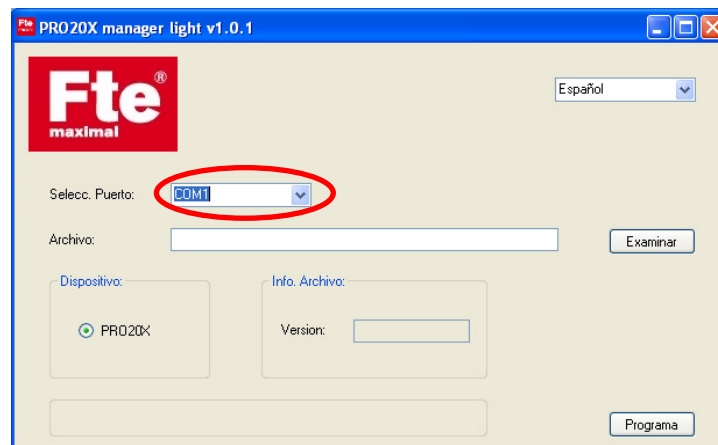 PRO20X manager light v1.0.1
Fte®
maximal
Español
Selecc. Puerto:
COM1
Archivo:
Examinar
Dispositivo:
Info. Archivo:
PRO20X
Version:
Programa